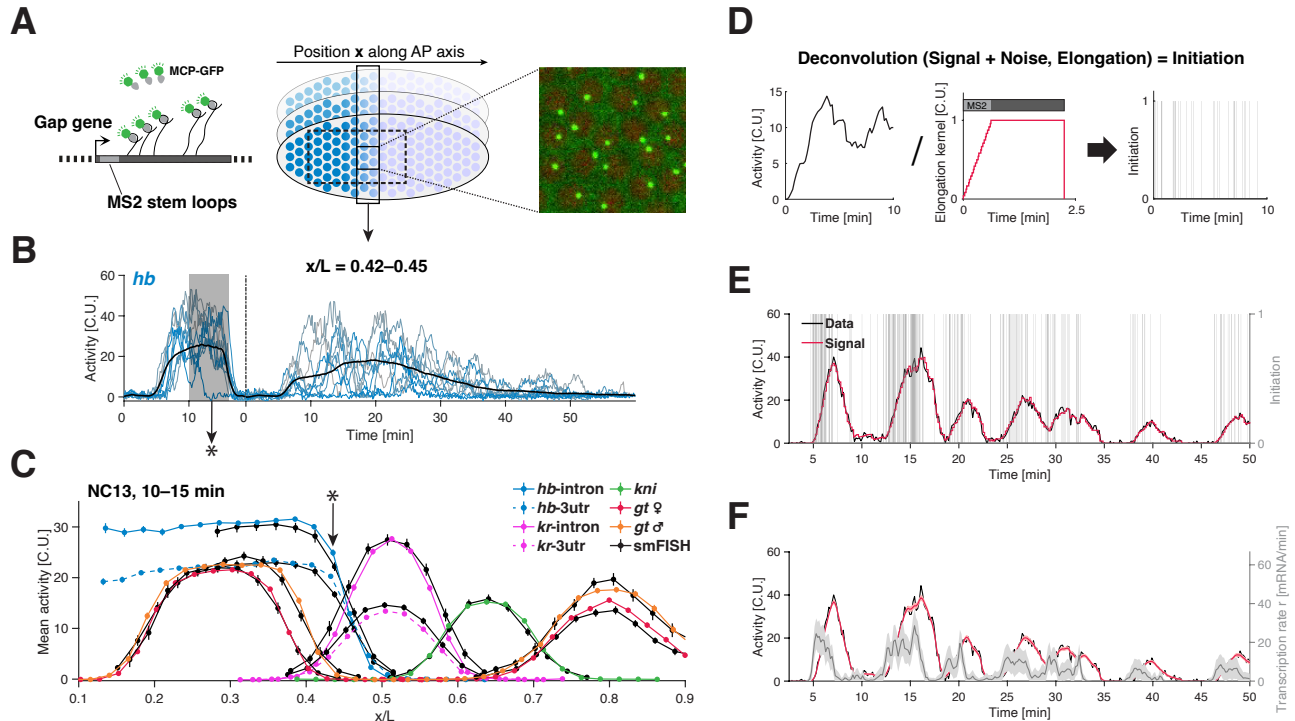 A
MCP-GFP
Gap gene
MS2 stem loops
Position x along AP axis
B
x/L = 0.42–0.45
hb
Activity [C.U.]
60
40
20
0
0
10
0
10
20
30
40
50
Time [min]
*
C
NC13, 10–15 min
*
hb-intron
hb-3utr
kr-intron
kr-3utr
kni
gt ♀
gt ♂
smFISH
Mean activity [C.U.]
30
20
10
0
0.1
0.2
0.3
0.4
0.5
0.6
0.7
0.8
0.9
x/L
D
Deconvolution (Signal + Noise, Elongation) = Initiation
Activity [C.U.]
15
10
5
0
0
10
Time [min]
/
Elongation kernel [C.U.]
MS2
1
0
0
2.5
Time [min]
Initiation
1
0
0
10
Time [min]
E
Data
Signal
Activity [C.U.]
60
40
20
0
5
10
15
20
25
30
35
40
45
50
Time [min]
1
0
Initiation
F
Activity [C.U.]
60
40
20
0
5
10
15
20
25
30
35
40
45
50
Time [min]
60
40
20
0
Transcription rate r [mRNA/min]